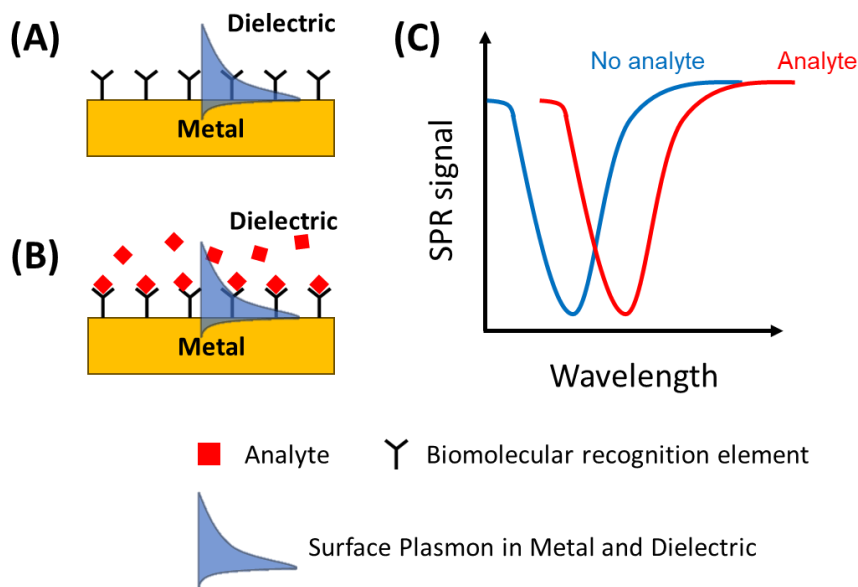 (A)
Dielectric
Metal
(B)
Dielectric
Metal
(C)
No analyte
Analyte
SPR signal
Wavelength
Analyte
Biomolecular recognition element
Surface Plasmon in Metal and Dielectric